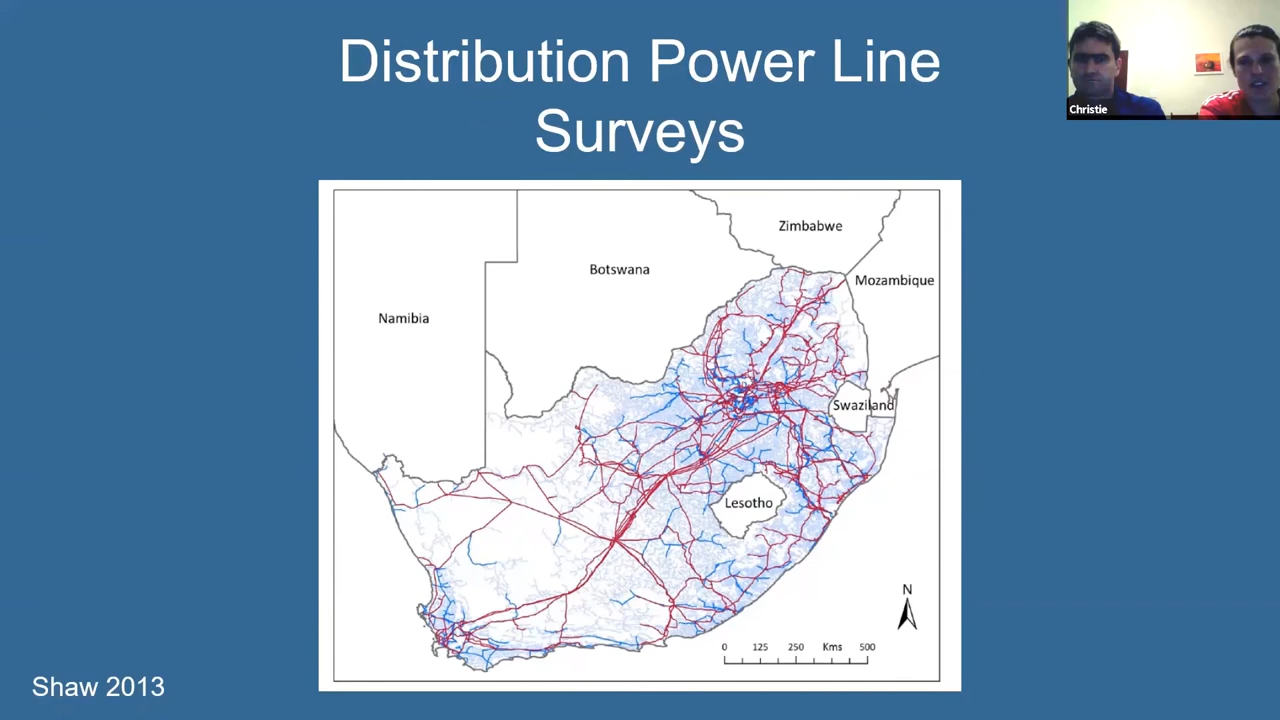 Distribution Power Line
Surveys
Christie
Zimbabwe
Botswana
Mozambique
Namibia
Swaziland
Lesotho
N
0 125 250 Kms 500
Shaw 2013